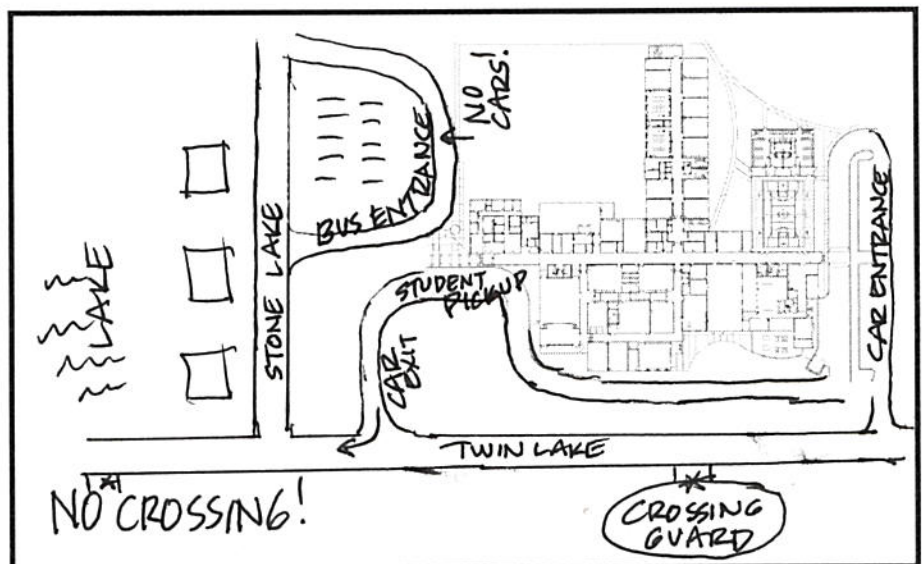 NO
CARS!
BUS ENTRANCE
LAKE
STONE LAKE
STUDENT
PICKUP
CAR
EXIT
CAR ENTRANCE
TWIN LAKE
NO CROSSING!
CROSSING
GUARD